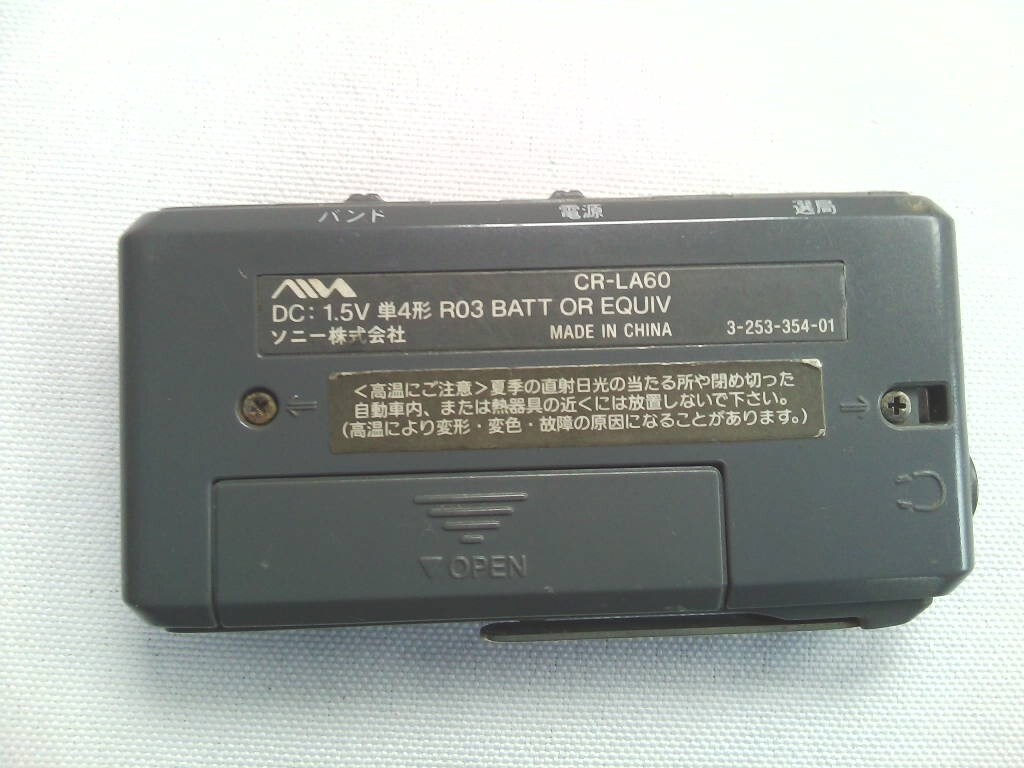 バンド
電源
選局
AIWA
CR-LA60
DC: 1.5V 単4形 R03 BATT OR EQUIV
ソニー株式会社
MADE IN CHINA
3-253-354-01
<高温にご注意>夏季の直射日光の当たる所や閉め切った
自動車内、または熱器具の近くには放置しないで下さい。
(高温により変形・変色・故障の原因になることがあります。)
OPEN